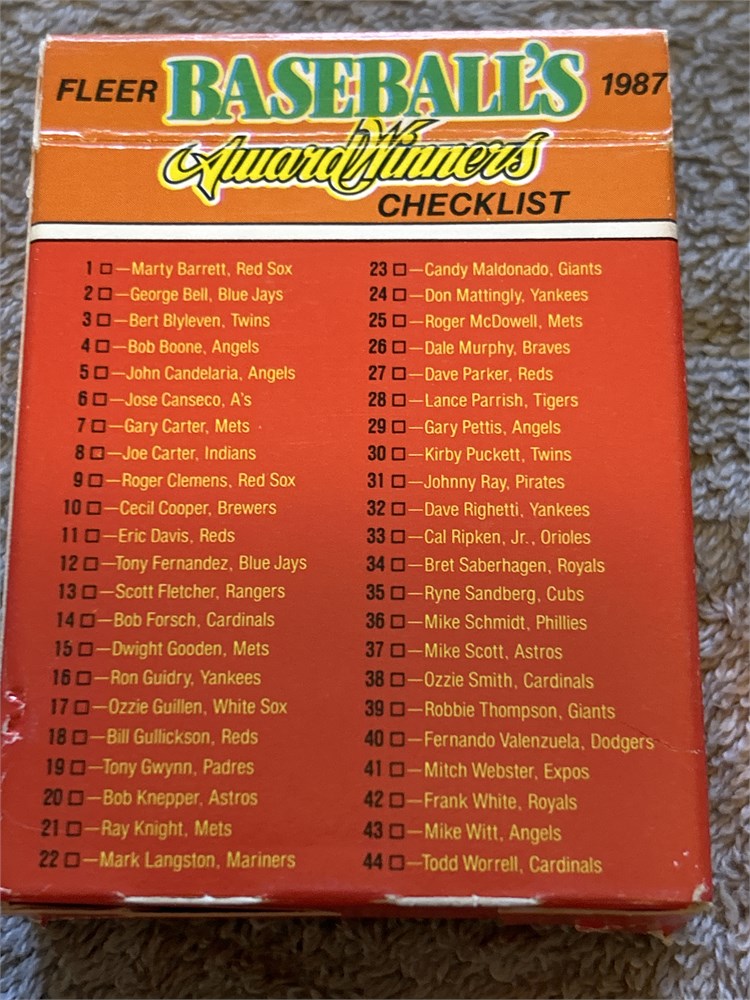 FLEER BASEBALL'S 1987
Award Winners
CHECKLIST
1 □—Marty Barrett, Red Sox
2 □—George Bell, Blue Jays
3 □—Bert Blyleven, Twins
4 □—Bob Boone, Angels
5 □—John Candelaria, Angels
6 □—Jose Canseco, A's
7 □—Gary Carter, Mets
8 □—Joe Carter, Indians
9 □—Roger Clemens, Red Sox
10 □—Cecil Cooper, Brewers
11 □—Eric Davis, Reds
12 □—Tony Fernandez, Blue Jays
13 □—Scott Fletcher, Rangers
14 □—Bob Forsch, Cardinals
15 □—Dwight Gooden, Mets
16 □—Ron Guidry, Yankees
17 □—Ozzie Guillen, White Sox
18 □—Bill Gullickson, Reds
19 □—Tony Gwynn, Padres
20 □—Bob Knepper, Astros
21 □—Ray Knight, Mets
22 □—Mark Langston, Mariners
23 □—Candy Maldonado, Giants
24 □—Don Mattingly, Yankees
25 □—Roger McDowell, Mets
26 □—Dale Murphy, Braves
27 □—Dave Parker, Reds
28 □—Lance Parrish, Tigers
29 □—Gary Pettis, Angels
30 □—Kirby Puckett, Twins
31 □—Johnny Ray, Pirates
32 □—Dave Righetti, Yankees
33 □—Cal Ripken, Jr., Orioles
34 □—Bret Saberhagen, Royals
35 □—Ryne Sandberg, Cubs
36 □—Mike Schmidt, Phillies
37 □—Mike Scott, Astros
38 □—Ozzie Smith, Cardinals
39 □—Robbie Thompson, Giants
40 □—Fernando Valenzuela, Dodgers
41 □—Mitch Webster, Expos
42 □—Frank White, Royals
43 □—Mike Witt, Angels
44 □—Todd Worrell, Cardinals